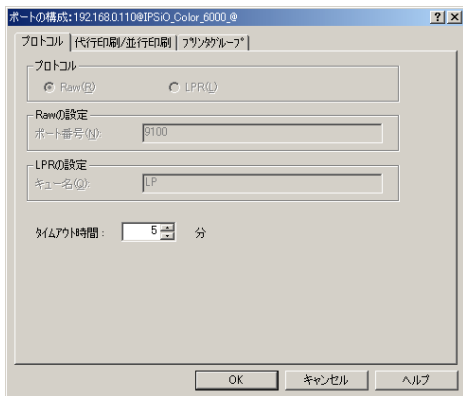 ポートの構成:192.168.0.110@IPSiO_Color_6000_@
プロトコル 代行印刷/並行印刷 プリンタグループ
プロトコル
Raw(R) LPR(L)
Rawの設定
ポート番号(N): 9100
LPRの設定
キュー名(Q): LP
タイムアウト時間: 5 分
OK キャンセル ヘルプ